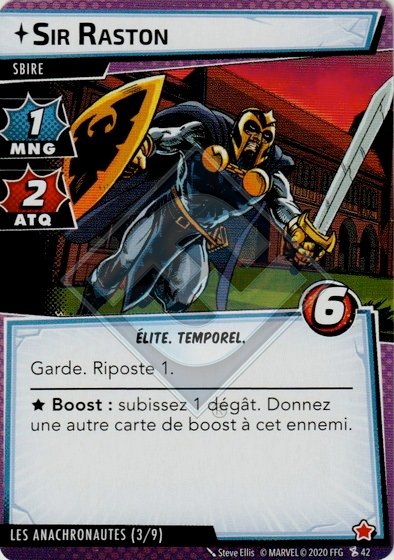 SIR RASTON
SBIRE
1
MNG
2
ATQ
6
ÉLITE. TEMPOREL.
Garde. Riposte 1.
★ Boost : subissez 1 dégât. Donnez
une autre carte de boost à cet ennemi.
LES ANACHRONAUTES (3/9)
Steve Ellis © MARVEL © 2020 FFG 42